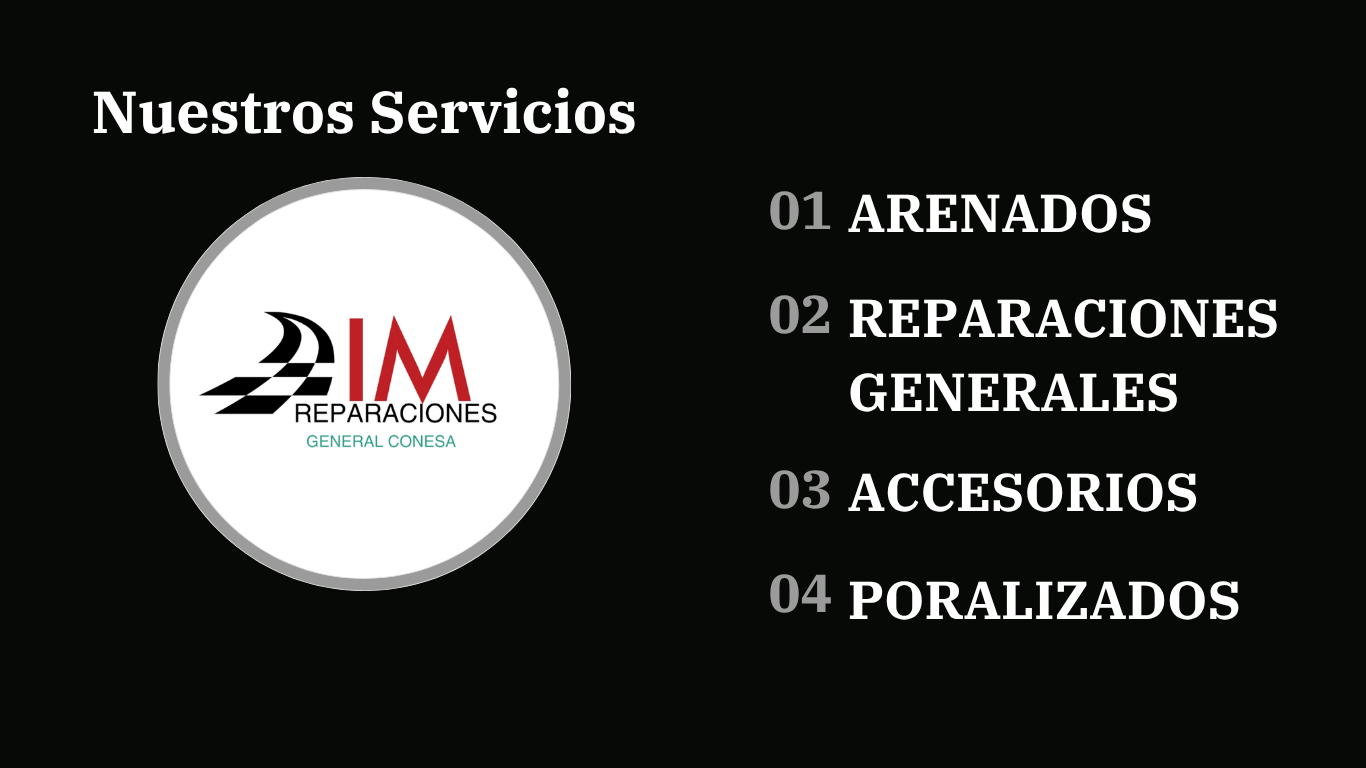 Nuestros Servicios
IM
REPARACIONES
GENERAL CONESA
01 ARENADOS
02 REPARACIONES
GENERALES
03 ACCESORIOS
04 PORALIZADOS